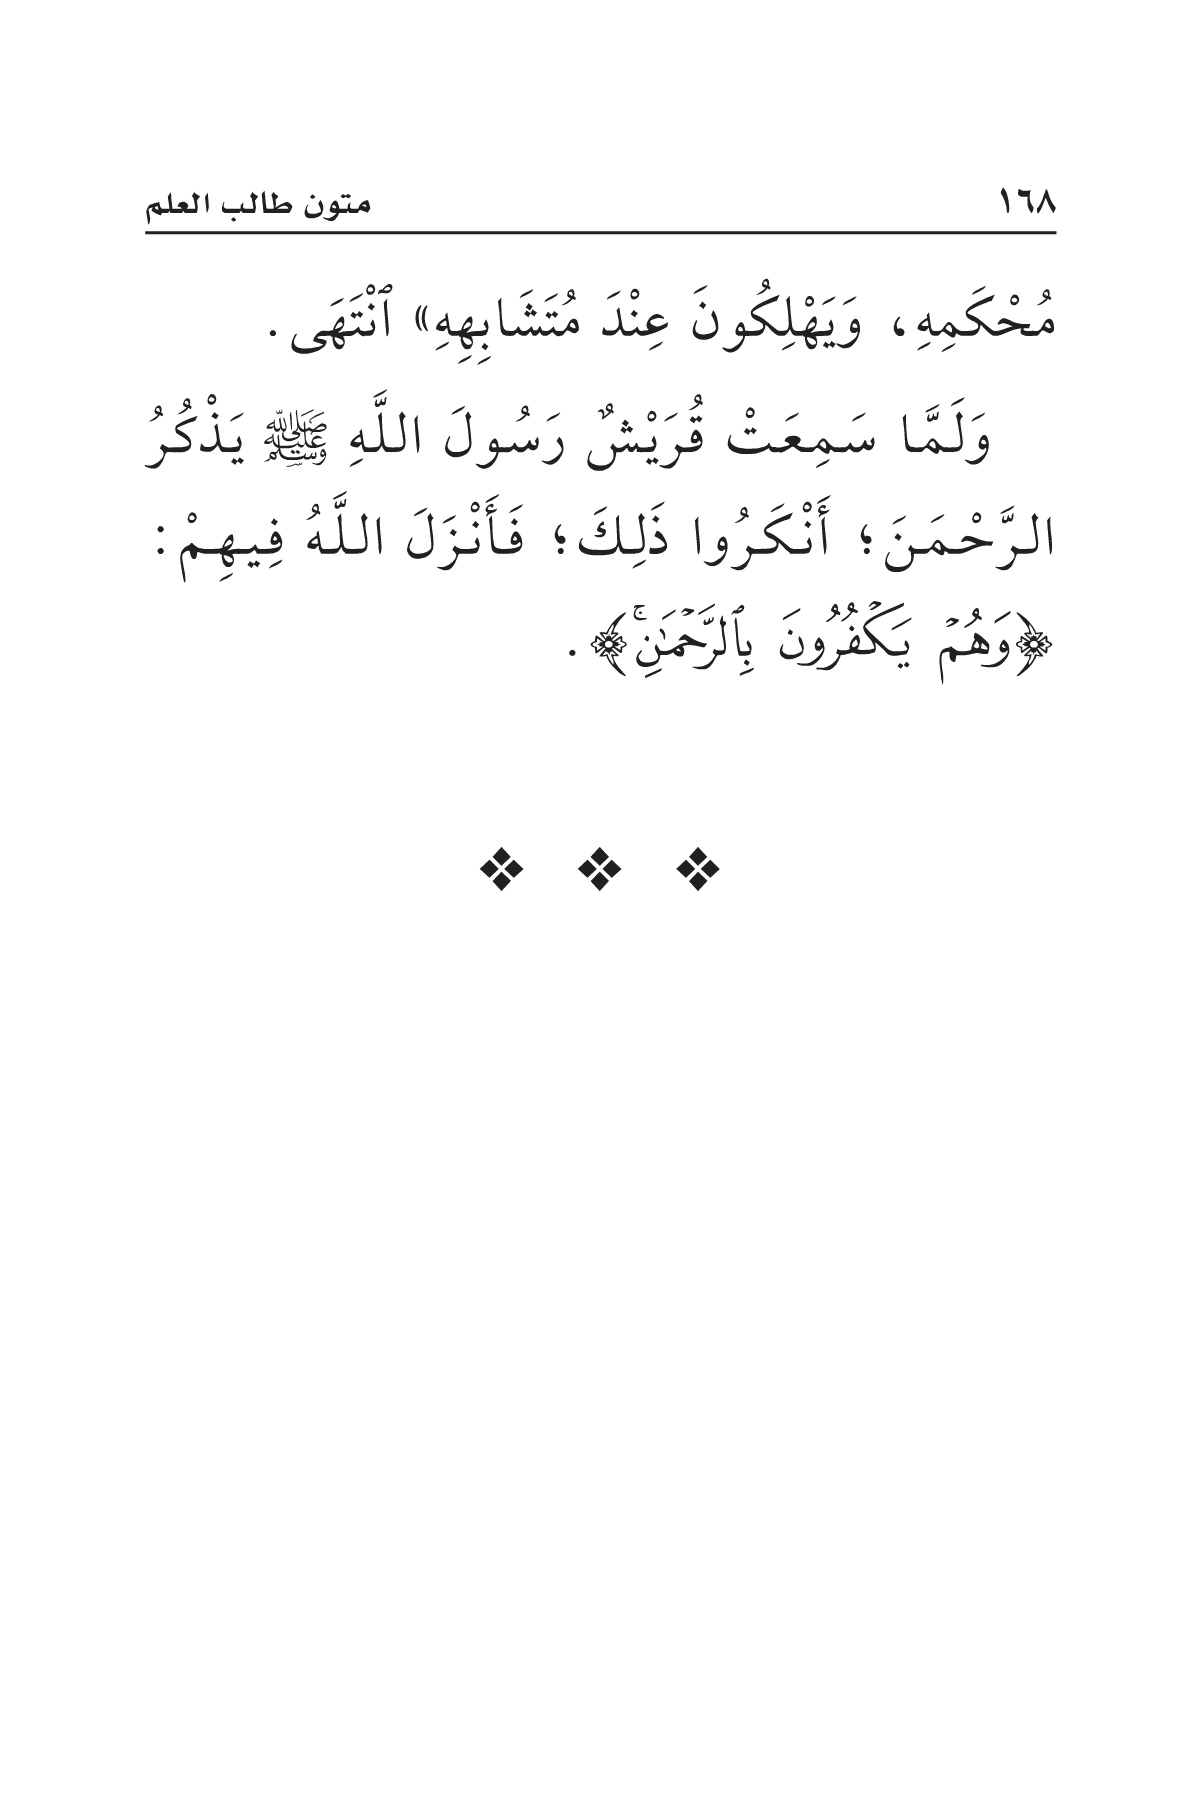 ١٦٨ متون طالب العلم
مُحْكَمِهِ، وَيَهْلِكُونَ عِنْدَ مُتَشَابِهِهِ» ٱنْتَهَى.
وَلَمَّا سَمِعَتْ قُرَيْشٌ رَسُولَ اللَّهِ ﷺ يَذْكُرُ
الرَّحْمَنَ؛ أَنْكَرُوا ذَلِكَ؛ فَأَنْزَلَ اللَّهُ فِيهِمْ:
﴿وَهُمۡ يَكۡفُرُونَ بِٱلرَّحۡمَٰنِۚ﴾.